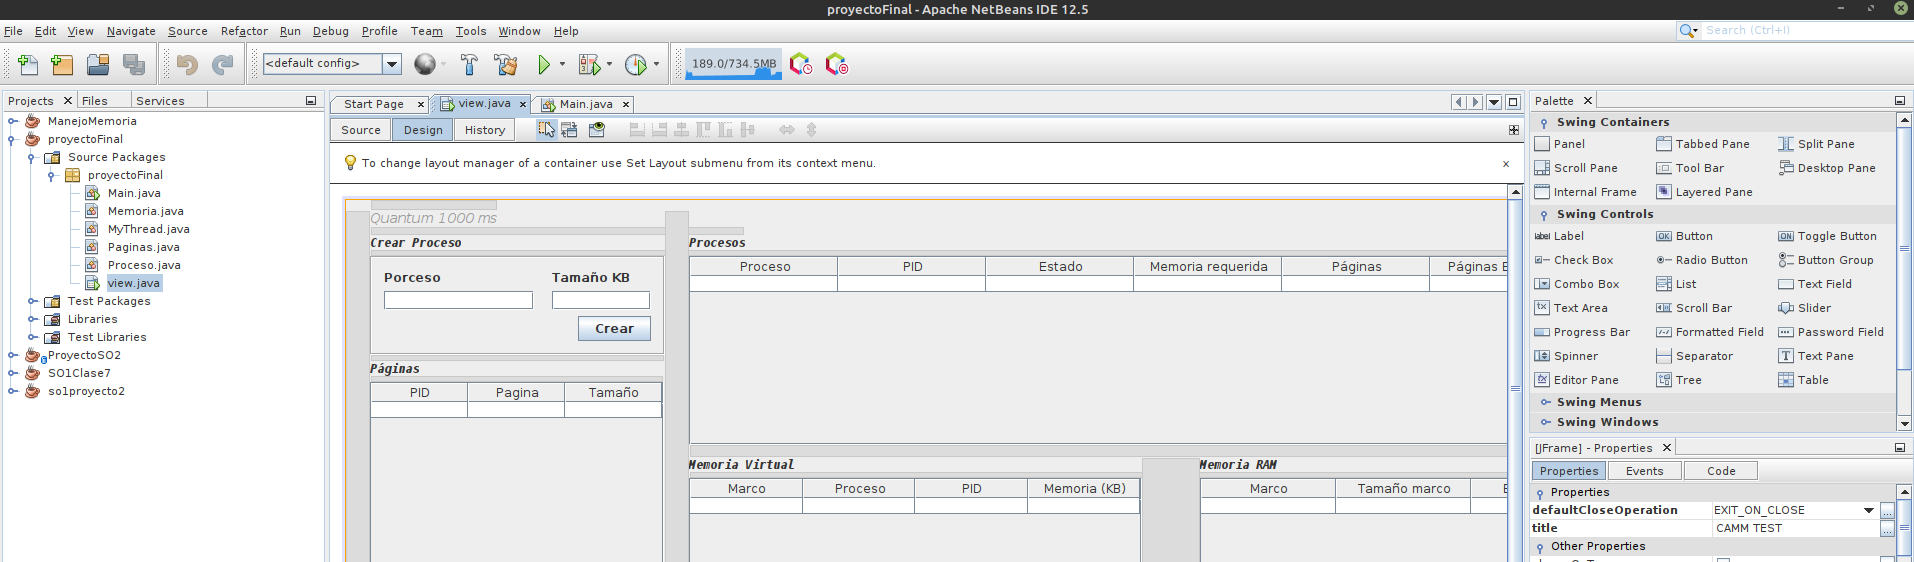 proyectoFinal - Apache NetBeans IDE 12.5
File Edit View Navigate Source Refactor Run Debug Profile Team Tools Window Help
Search (Ctrl+I)
<default config>
189.0/734.5MB
Projects Files Services
ManejoMemoria
proyectoFinal
Source Packages
proyectoFinal
Main.java
Memoria.java
MyThread.java
Paginas.java
Proceso.java
view.java
Test Packages
Libraries
Test Libraries
ProyectoSO2
SO1Clase7
so1proyecto2
Start Page view.java Main.java
Source Design History
To change layout manager of a container use Set Layout submenu from its context menu.
Quantum 1000 ms
Crear Proceso
Porceso Tamaño KB
Crear
Páginas
PID Pagina Tamaño
Procesos
Proceso PID Estado Memoria requerida Páginas Páginas E
Memoria Virtual
Marco Proceso PID Memoria (KB)
Memoria RAM
Marco Tamaño marco
Palette
Swing Containers
Panel Tabbed Pane Split Pane
Scroll Pane Tool Bar Desktop Pane
Internal Frame Layered Pane
Swing Controls
label Label OK Button ON Toggle Button
Check Box Radio Button Button Group
Combo Box List Text Field
Text Area Scroll Bar Slider
Progress Bar Formatted Field Password Field
Spinner Separator Text Pane
Editor Pane Tree Table
Swing Menus
Swing Windows
[JFrame] - Properties
Properties Events Code
Properties
defaultCloseOperation EXIT_ON_CLOSE
title CAMM TEST
Other Properties